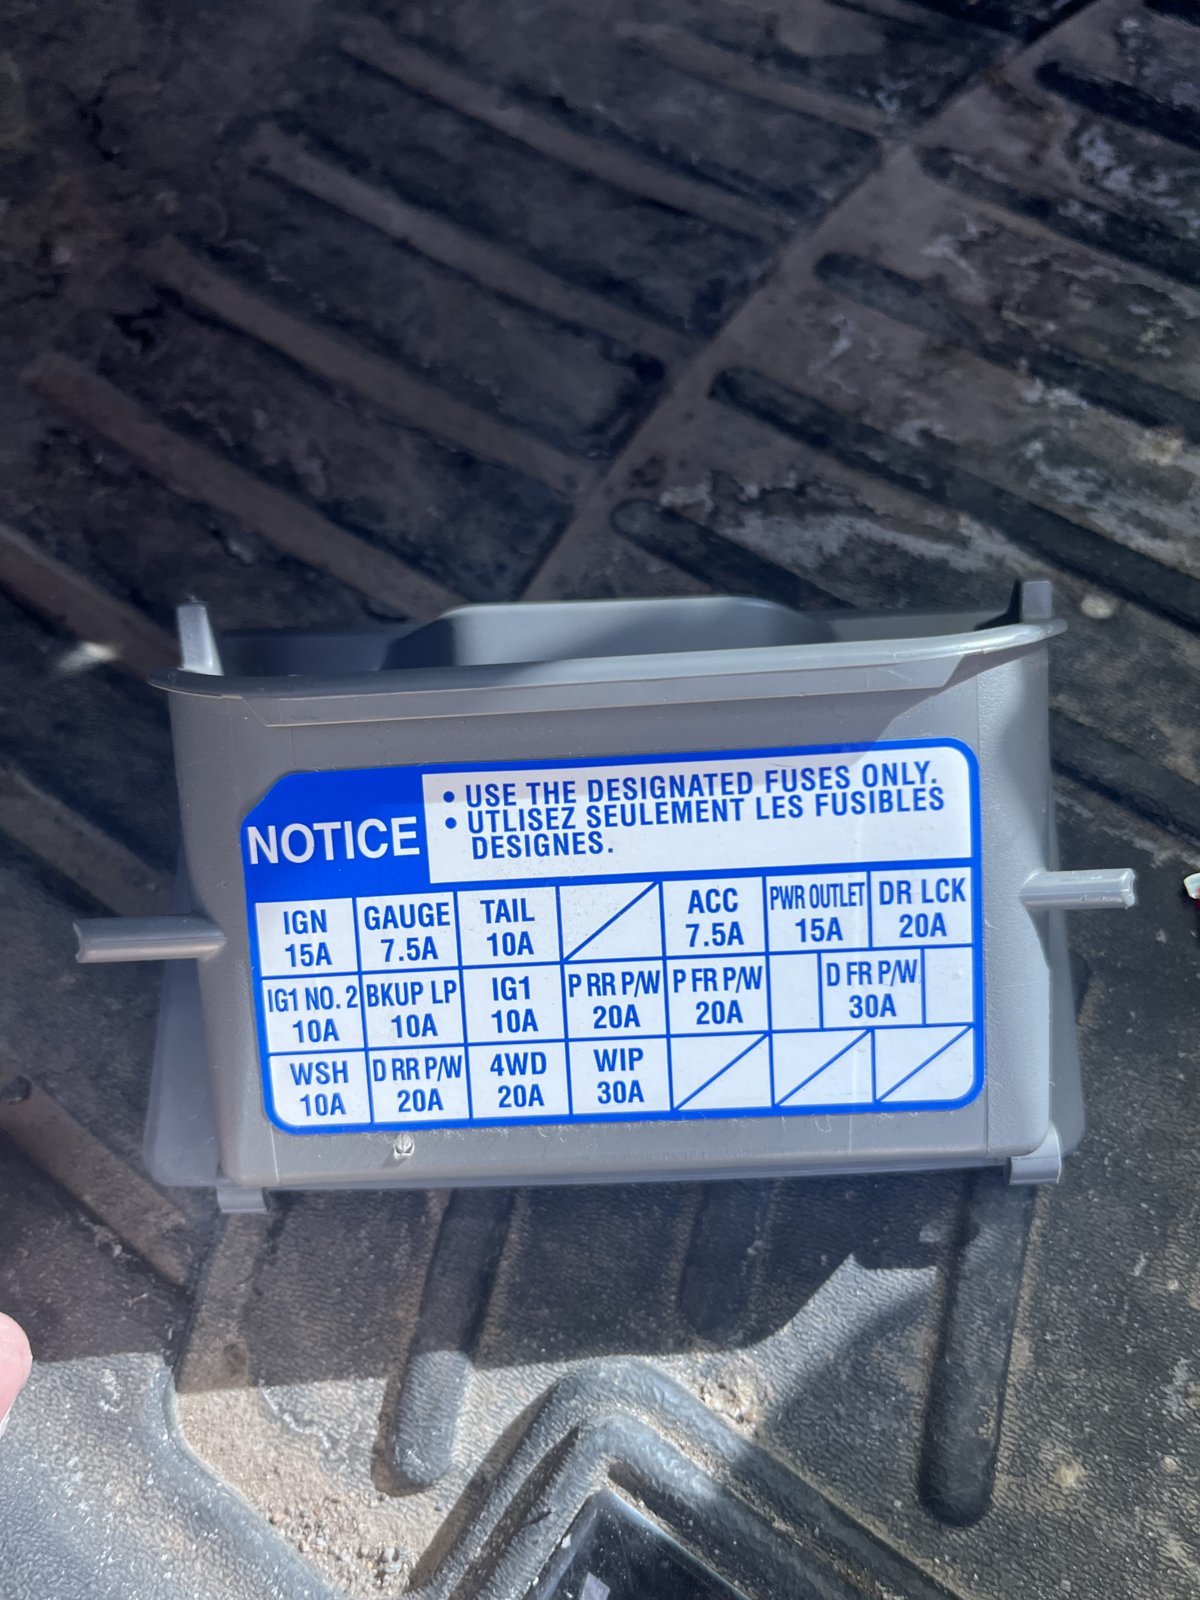 NOTICE
• USE THE DESIGNATED FUSES ONLY.
• UTLISEZ SEULEMENT LES FUSIBLES
DESIGNES.
IGN GAUGE TAIL ACC PWR OUTLET DR LCK
15A 7.5A 10A 7.5A 15A 20A
IG1 NO. 2 BKUP LP IG1 P RR P/W P FR P/W D FR P/W
10A 10A 10A 20A 20A 30A
WSH D RR P/W 4WD WIP
10A 20A 20A 30A